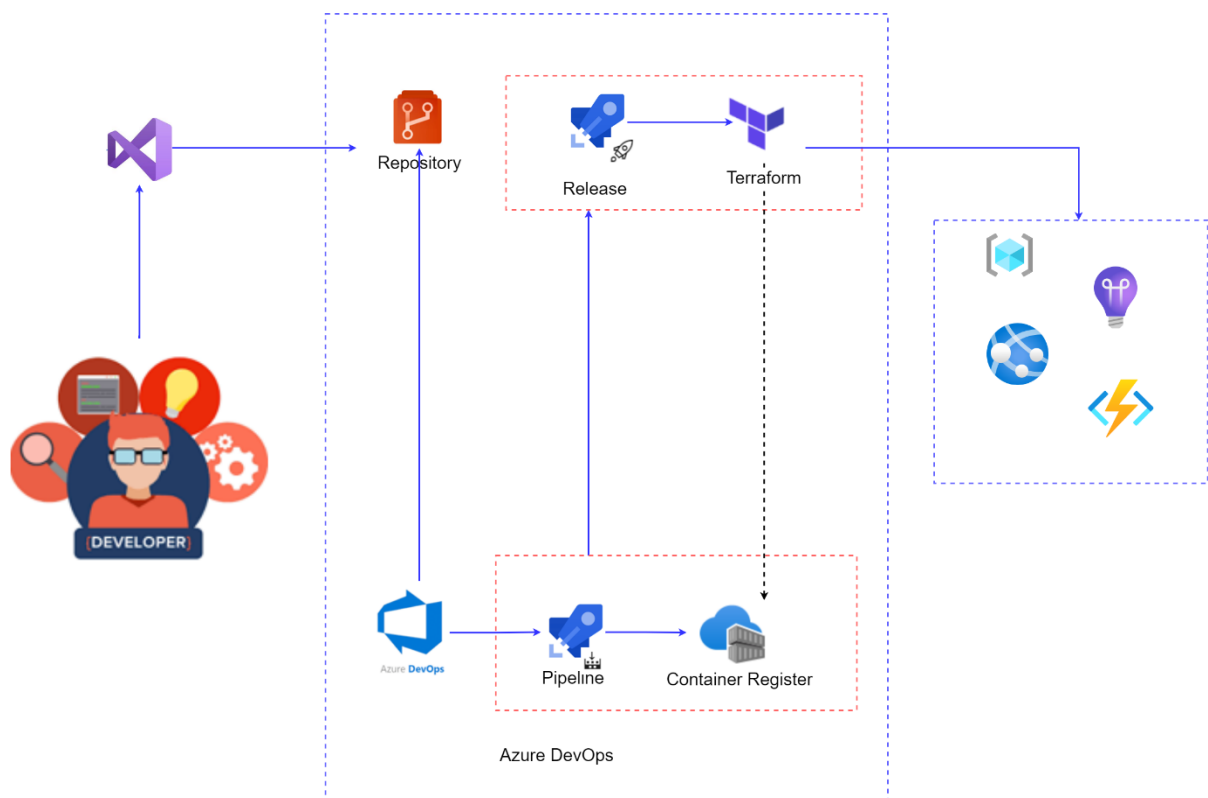 Repository
Release
Terraform
{DEVELOPER}
Azure DevOps
Pipeline
Container Register
Azure DevOps